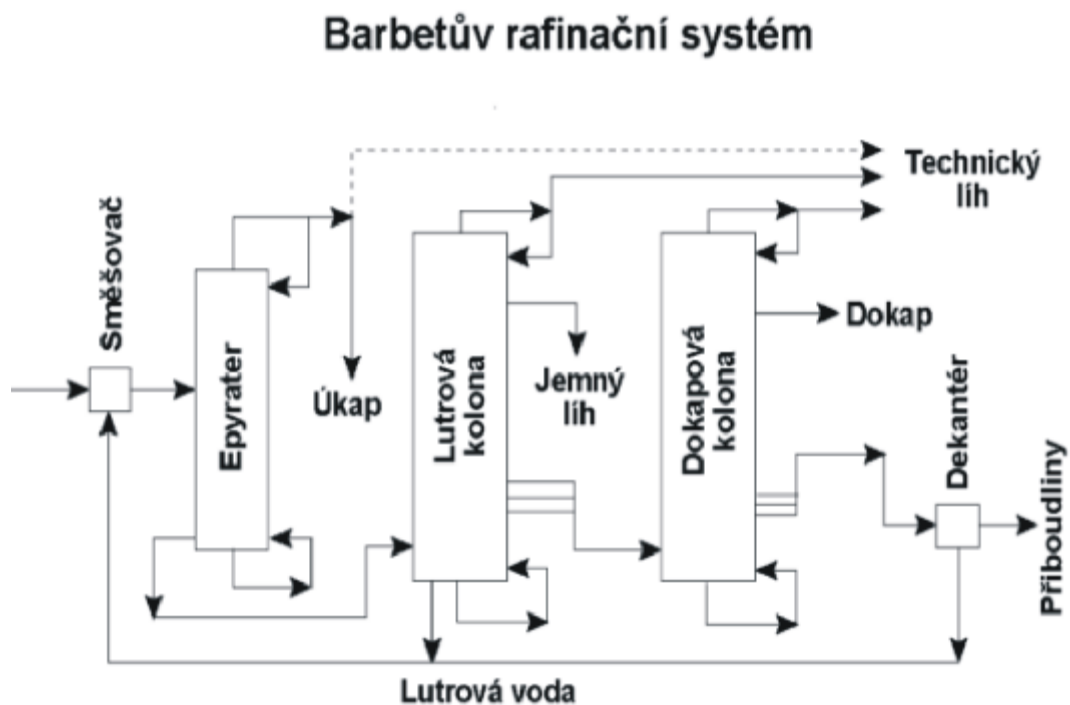 Barbetův rafinační systém
Technický
líh
Směšovač
Epyrater
Úkap
Lutrová
kolona
Jemný
líh
Dokapová
kolona
Dokap
Dekantér
Přiboudliny
Lutrová voda